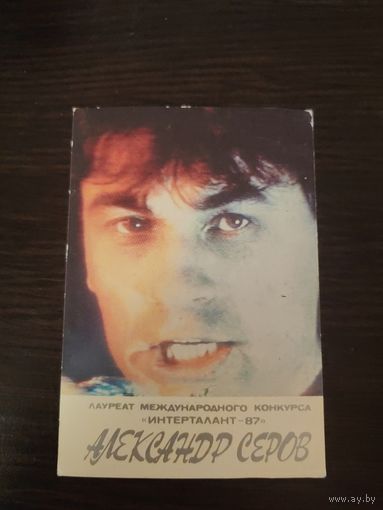 ЛАУРЕАТ МЕЖДУНАРОДНОГО КОНКУРСА
«ИНТЕРТАЛАНТ-87»
АЛЕКСАНДР СЕРОВ
www.ay.by